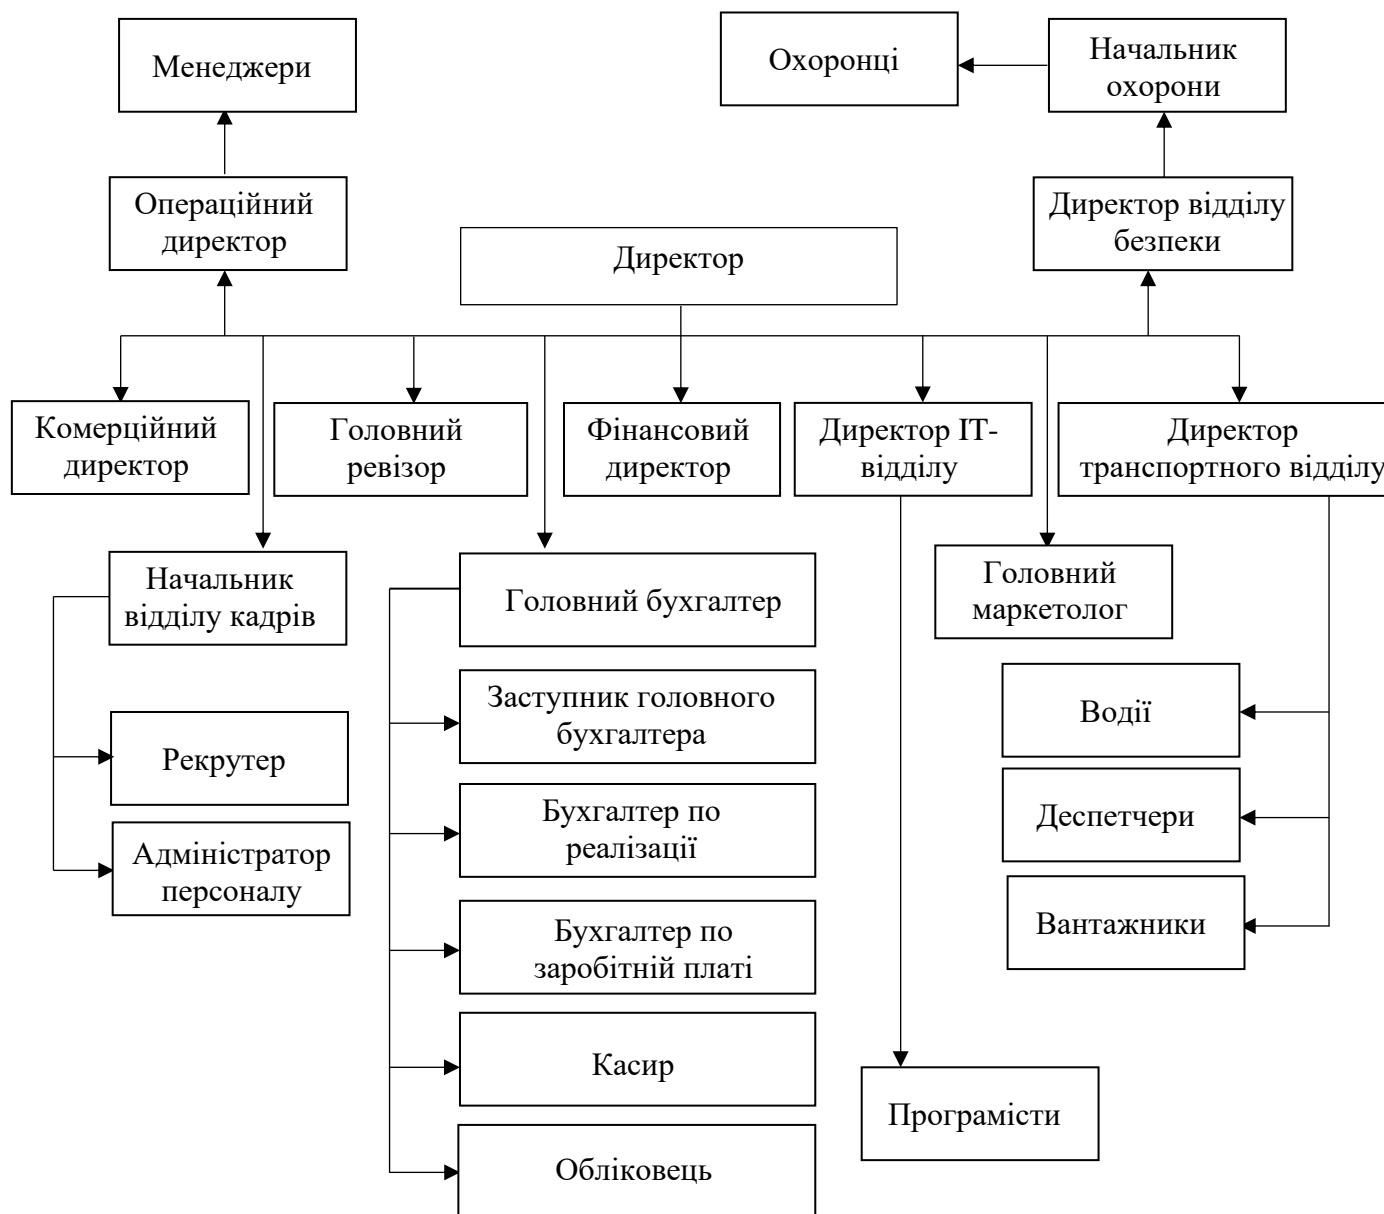 Менеджери
Охоронці
Начальник
охорони
Операційний
директор
Директор
Директор відділу
безпеки
Комерційний
директор
Головний
ревізор
Фінансовий
директор
Директор ІТ-
відділу
Директор
транспортного відділу
Начальник
відділу кадрів
Головний бухгалтер
Головний
маркетолог
Рекрутер
Адміністратор
персоналу
Заступник головного
бухгалтера
Бухгалтер по
реалізації
Бухгалтер по
заробітній платі
Касир
Обліковець
Водії
Деспетчери
Вантажники
Програмісти